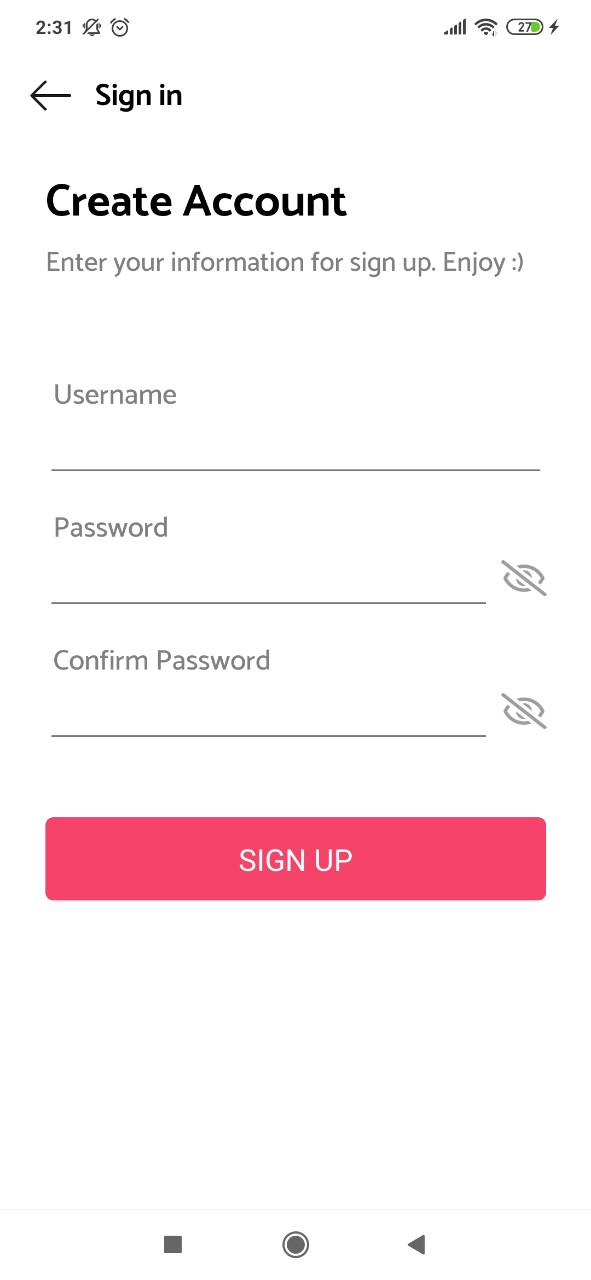 2:31 27
Sign in
Create Account
Enter your information for sign up. Enjoy :)
Username
Password
Confirm Password
SIGN UP